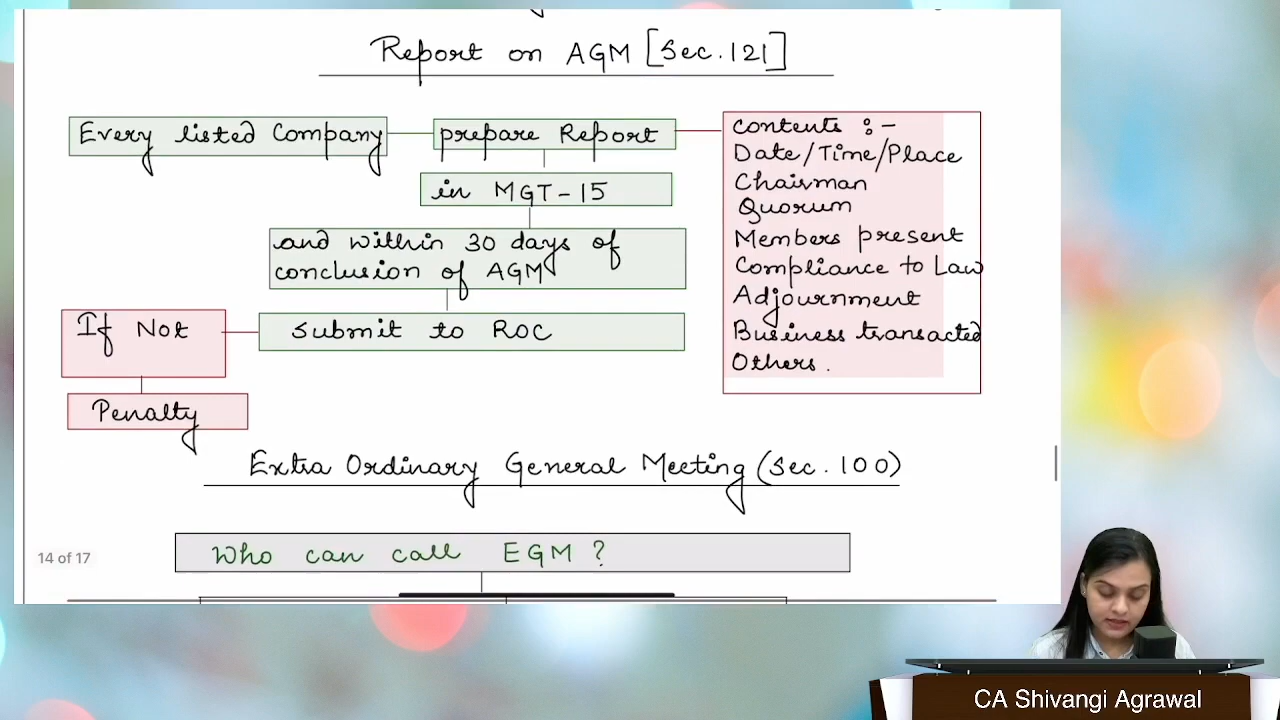 Report on AGM [Sec.121]
Every listed Company
prepare Report
in MGT-15
and within 30 days of
conclusion of AGM
submit to ROC
If Not
Penalty
Contents :-
Date/Time/Place
Chairman
Quorum
Members present
Compliance to Law
Adjournment
Business transacted
Others.
Extra Ordinary General Meeting (Sec. 100)
Who can call EGM?
14 of 17
CA Shivangi Agrawal